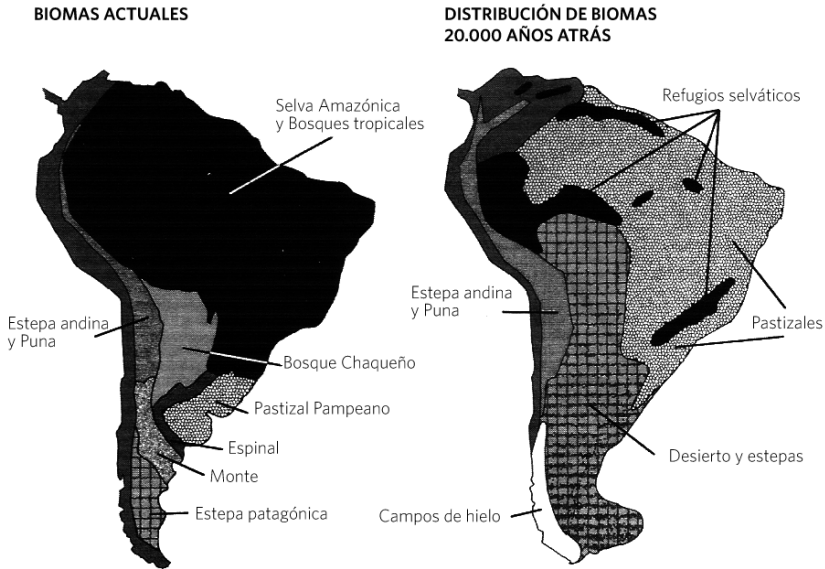 BIOMAS ACTUALES
Selva Amazónica
y Bosques tropicales
Estepa andina
y Puna
Bosque Chaqueño
Pastizal Pampeano
Espinal
Monte
Estepa patagónica
DISTRIBUCIÓN DE BIOMAS
20.000 AÑOS ATRÁS
Refugios selváticos
Estepa andina
y Puna
Pastizales
Desierto y estepas
Campos de hielo